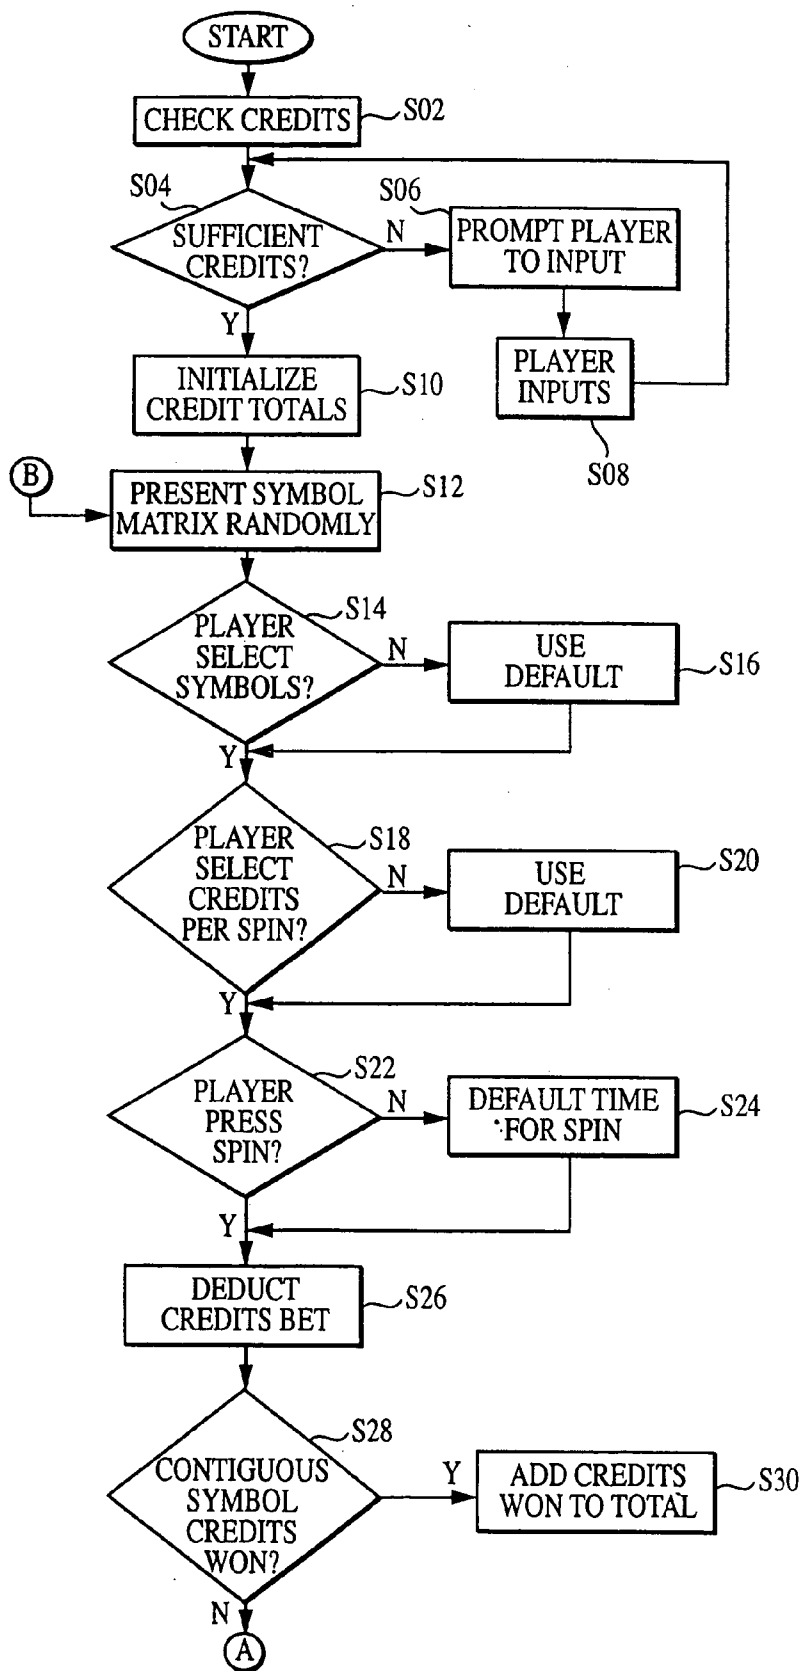 START
CHECK CREDITS
S02
S04
SUFFICIENT
CREDITS?
N
S06
PROMPT PLAYER
TO INPUT
Y
PLAYER
INPUTS
S08
INITIALIZE
CREDIT TOTALS
S10
B
PRESENT SYMBOL
MATRIX RANDOMLY
S12
S14
PLAYER
SELECT
SYMBOLS?
N
USE
DEFAULT
S16
Y
S18
PLAYER
SELECT
CREDITS
PER SPIN?
N
USE
DEFAULT
S20
Y
S22
PLAYER
PRESS
SPIN?
N
DEFAULT TIME
FOR SPIN
S24
Y
DEDUCT
CREDITS BET
S26
S28
CONTIGUOUS
SYMBOL
CREDITS
WON?
Y
ADD CREDITS
WON TO TOTAL
S30
N
A